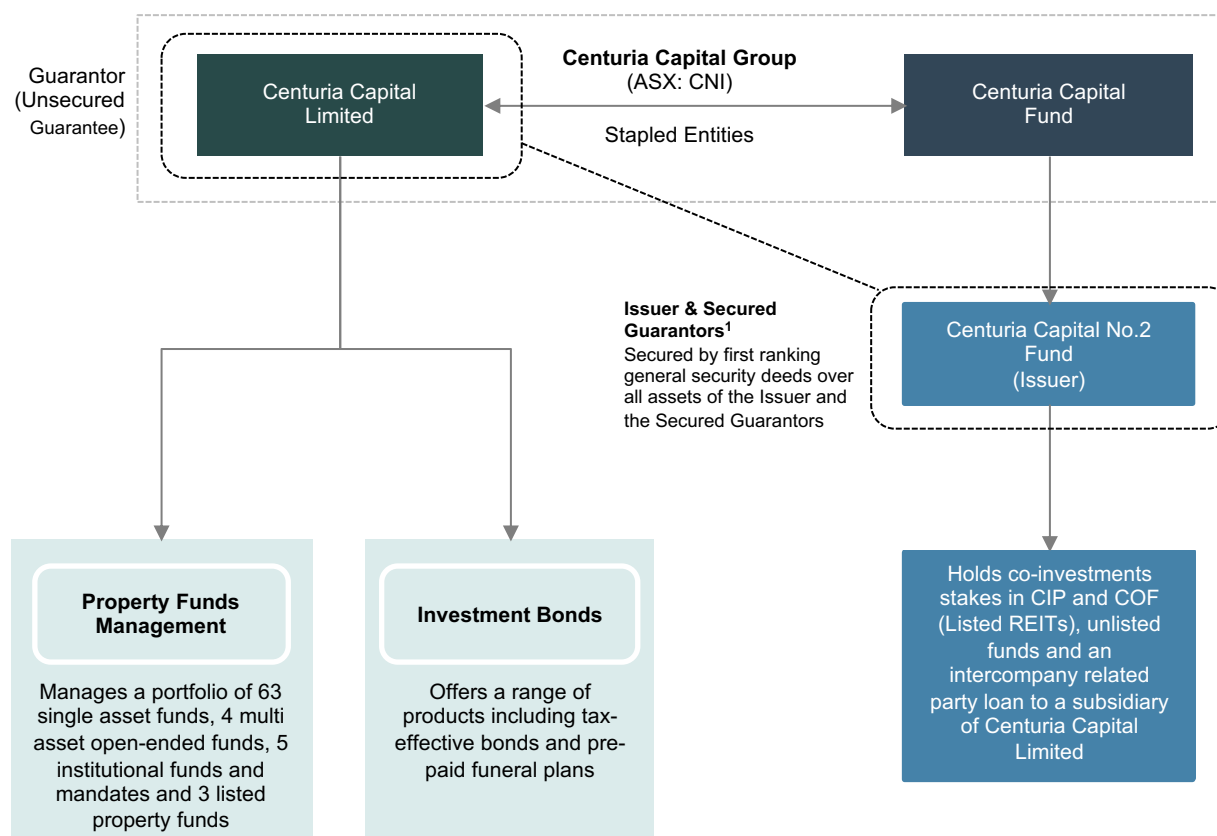 Guarantor
(Unsecured
Guarantee)
Centuria Capital
Limited
Centuria Capital Group
(ASX: CNI)
Stapled Entities
Centuria Capital
Fund
Issuer & Secured
Guarantors¹
Secured by first ranking
general security deeds over
all assets of the Issuer and
the Secured Guarantors
Centuria Capital No.2
Fund
(Issuer)
Property Funds
Management
Manages a portfolio of 63
single asset funds, 4 multi
asset open-ended funds, 5
institutional funds and
mandates and 3 listed
property funds
Investment Bonds
Offers a range of
products including tax-
effective bonds and pre-
paid funeral plans
Holds co-investments
stakes in CIP and COF
(Listed REITs), unlisted
funds and an
intercompany related
party loan to a subsidiary
of Centuria Capital
Limited